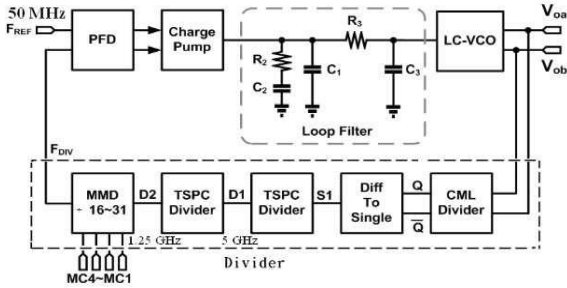 50 MHz
F_REF
PFD
Charge
Pump
R2
C2
C1
R3
C3
Loop Filter
LC-VCO
Voa
Vob
F_DIV
MMD
÷ 16~31
D2
TSPC
Divider
D1
TSPC
Divider
S1
Diff
To
Single
Q
Q̅
CML
Divider
1.25 GHz
5 GHz
MC4~MC1
Divider